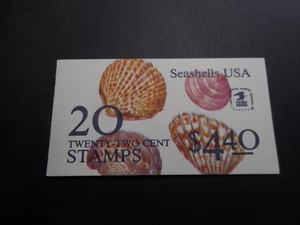 Seashells USA
20
TWENTY-TWO CENT
STAMPS
$4.40